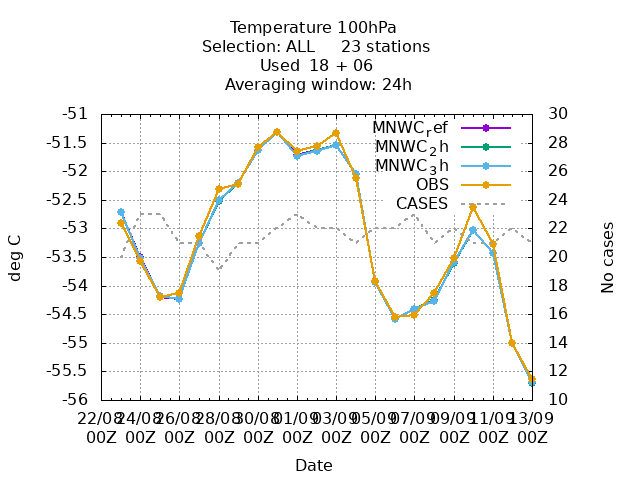 Temperature 100hPa
Selection: ALL 23 stations
Used 18 + 06
Averaging window: 24h
-51 30
-51.5 28
-52 26
-52.5 24
-53 22
-53.5 20
-54 18
-54.5 16
-55 14
-55.5 12
-56 10
MNWC_ref
MNWC_2h
MNWC_3h
OBS
CASES
deg C
No cases
22/08 24/08 26/08 28/08 30/08 01/09 03/09 05/09 07/09 09/09 11/09 13/09
00Z 00Z 00Z 00Z 00Z 00Z 00Z 00Z 00Z 00Z 00Z 00Z
Date